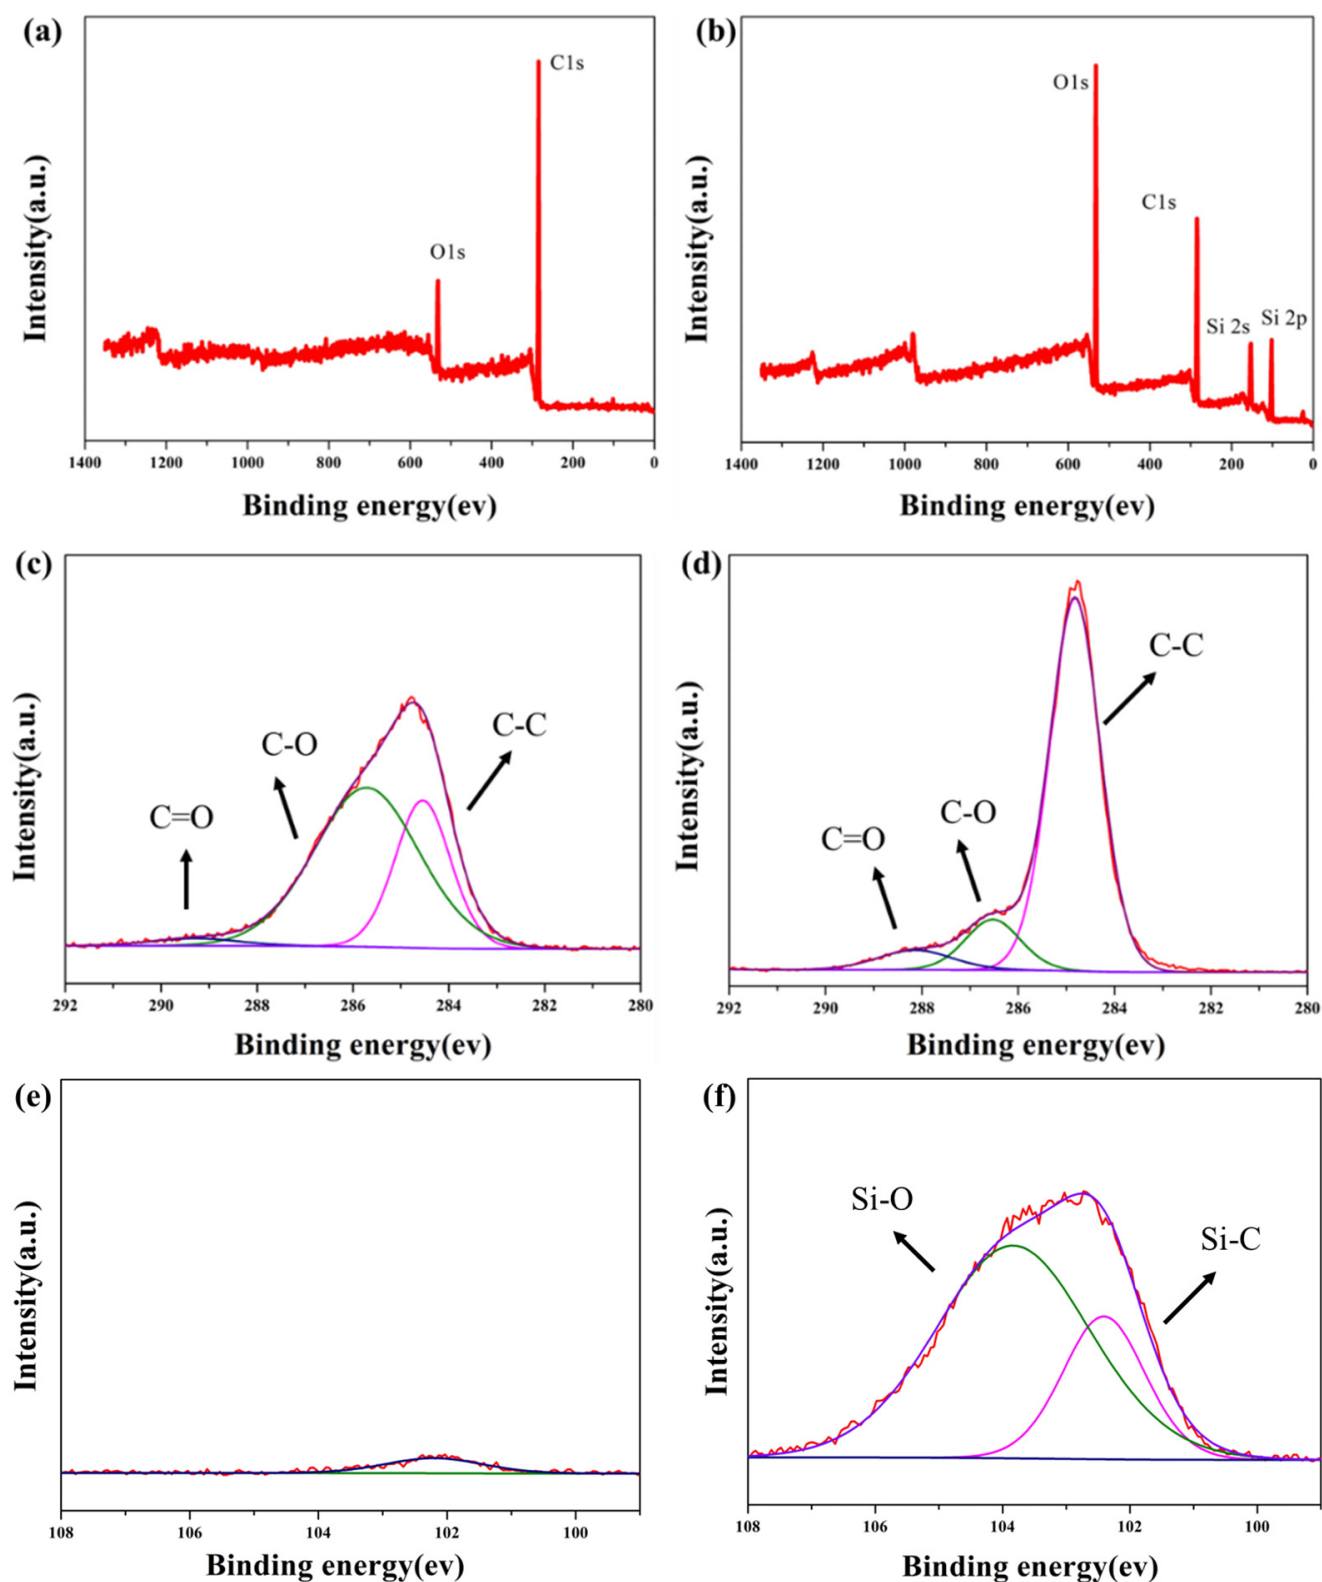 (a)
C1s
O1s
Intensity(a.u.)
1400 1200 1000 800 600 400 200 0
Binding energy(ev)
(b)
O1s
C1s
Si 2s
Si 2p
Intensity(a.u.)
1400 1200 1000 800 600 400 200 0
Binding energy(ev)
(c)
C-C
C-O
C=O
Intensity(a.u.)
292 290 288 286 284 282 280
Binding energy(ev)
(d)
C-C
C-O
C=O
Intensity(a.u.)
292 290 288 286 284 282 280
Binding energy(ev)
(e)
Intensity(a.u.)
108 106 104 102 100
Binding energy(ev)
(f)
Si-O
Si-C
Intensity(a.u.)
108 106 104 102 100
Binding energy(ev)